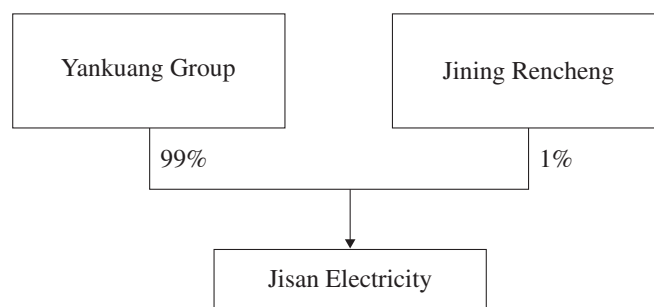 Yankuang Group
Jining Rencheng
99%
1%
Jisan Electricity